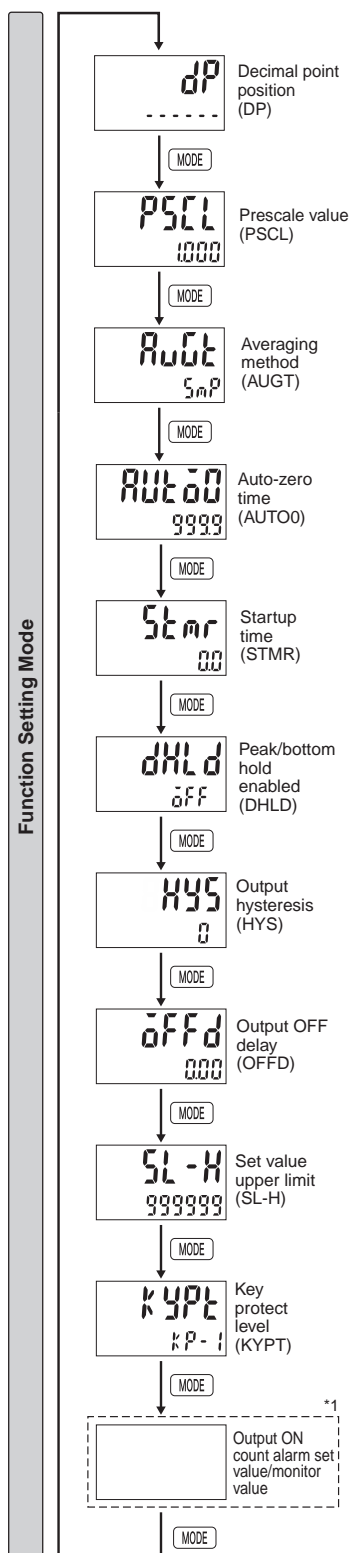 Function Setting Mode
dP
------
Decimal point
position
(DP)
MODE
PSCL
1.000
Prescale value
(PSCL)
MODE
AuGt
SmP
Averaging
method
(AUGT)
MODE
AUto0
999.9
Auto-zero
time
(AUTO0)
MODE
Stmr
0.0
Startup
time
(STMR)
MODE
dHLd
oFF
Peak/bottom
hold
enabled
(DHLD)
MODE
HYS
0
Output
hysteresis
(HYS)
MODE
oFFd
0.00
Output OFF
delay
(OFFD)
MODE
SL-H
999999
Set value
upper limit
(SL-H)
MODE
KYPt
KP-1
Key
protect
level
(KYPT)
MODE
*1
Output ON
count alarm set
value/monitor
value
MODE